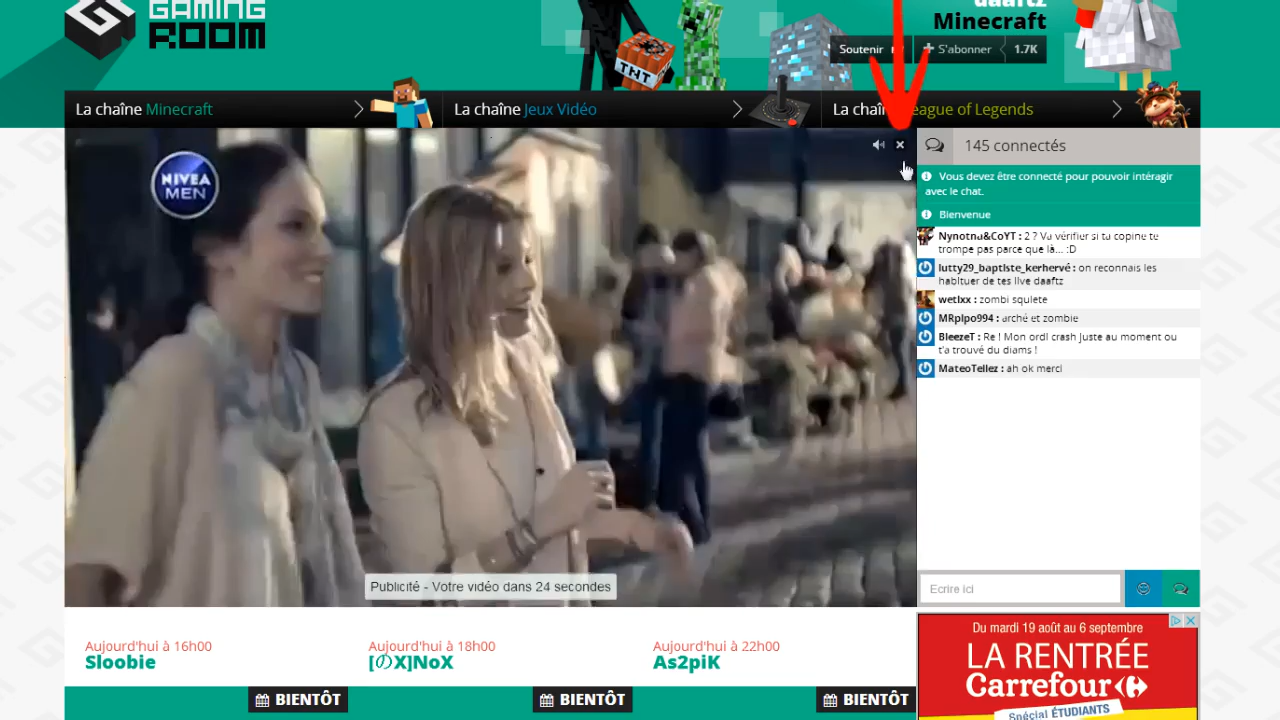 GAMING
ROOM
TNT
daaftz
Minecraft
Soutenir
S'abonner
1.7K
La chaîne Minecraft
La chaîne Jeux Vidéo
La chaîne League of Legends
NIVEA
MEN
145 connectés
Vous devez être connecté pour pouvoir intéragir
avec le chat.
Bienvenue
Nynotna&CoYT : 2 ? Va vérifier si ta copine te
trompe pas parce que là... :D
lutty29_baptiste_kerhervé : on reconnais les
habituer de tes live daaftz
wetixx : zombi squlete
MRpipo994 : arché et zombie
BleezeT : Re ! Mon ordi crash juste au moment ou
t'a trouvé du diams !
MateoTellez : ah ok merci
Publicité - Votre vidéo dans 24 secondes
Ecrire ici
Aujourd'hui à 16h00
Sloobie
BIENTÔT
Aujourd'hui à 18h00
[のX]NoX
BIENTÔT
Aujourd'hui à 22h00
As2piK
BIENTÔT
Du mardi 19 août au 6 septembre
LA RENTRÉE
Carrefour
Spécial ÉTUDIANTS